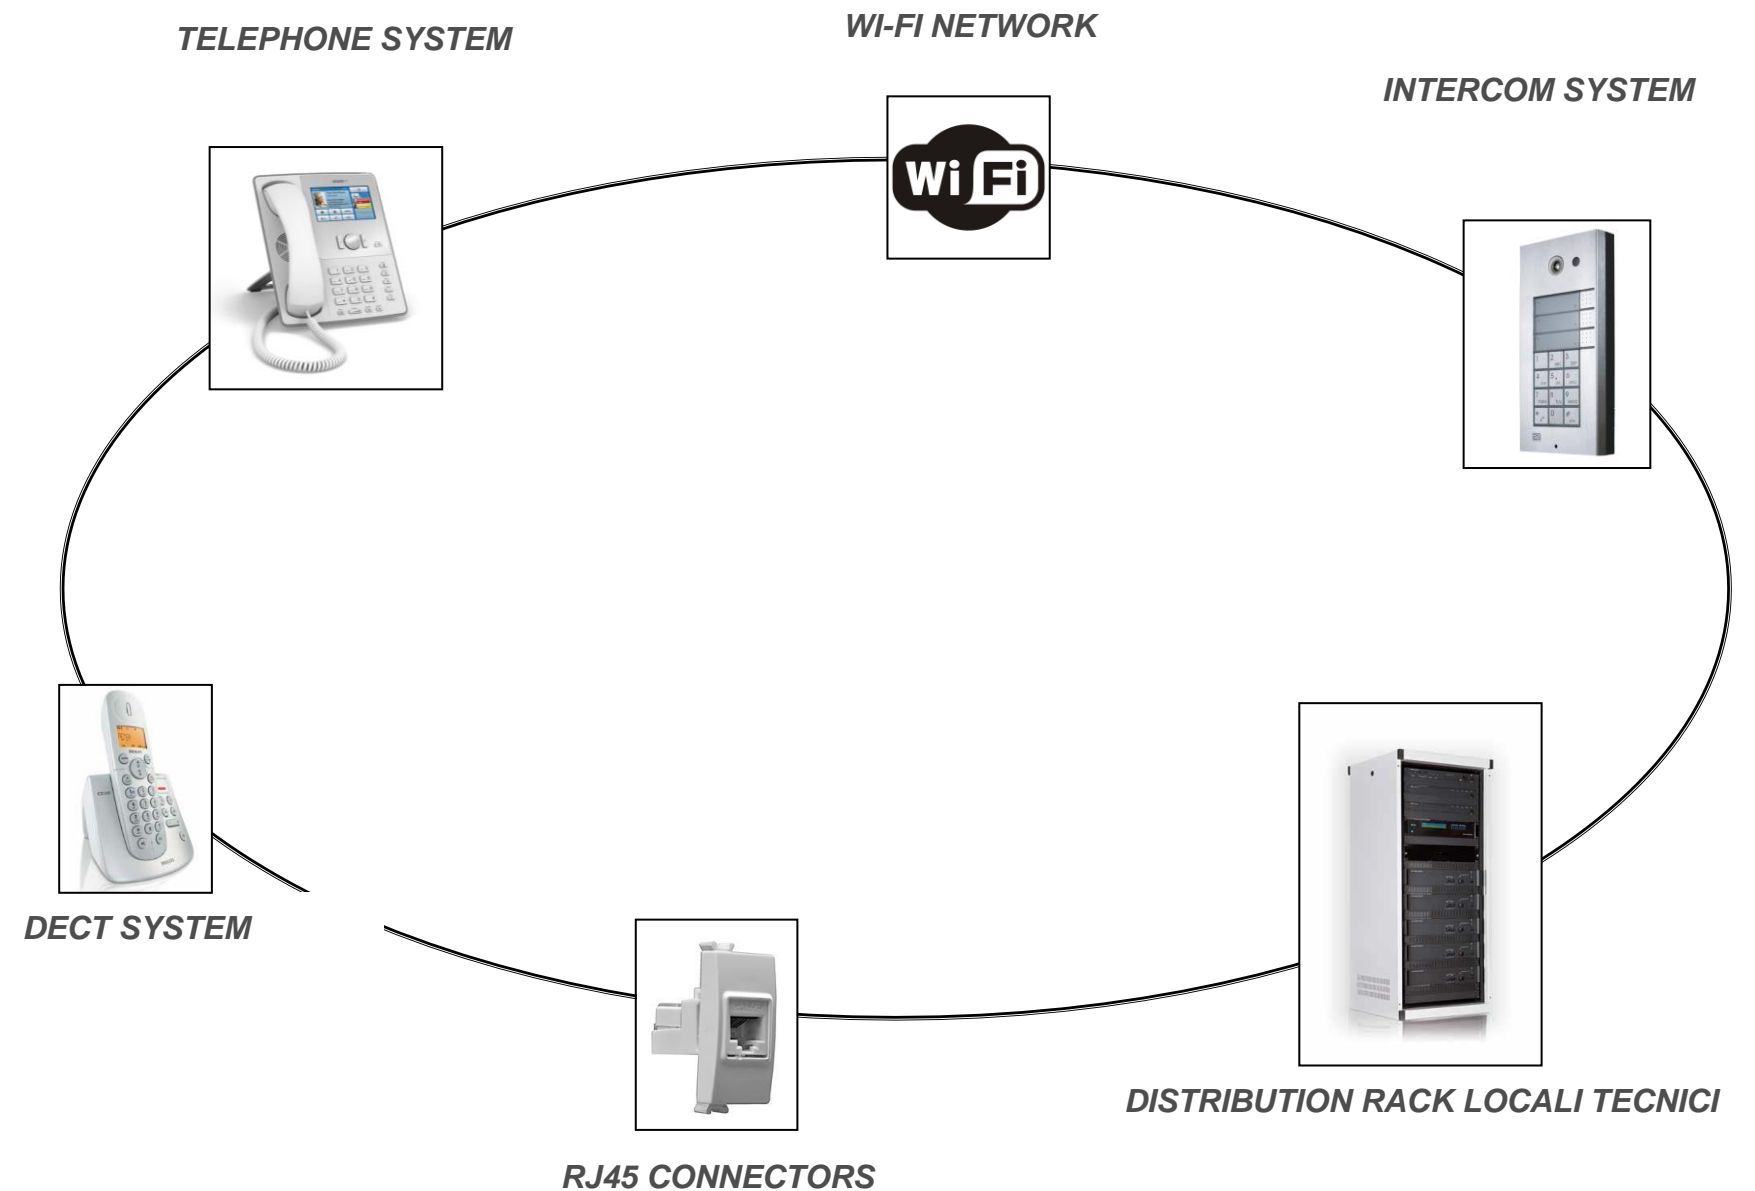 WI-FI NETWORK
TELEPHONE SYSTEM
INTERCOM SYSTEM
Wi Fi
DECT SYSTEM
DISTRIBUTION RACK LOCALI TECNICI
RJ45 CONNECTORS